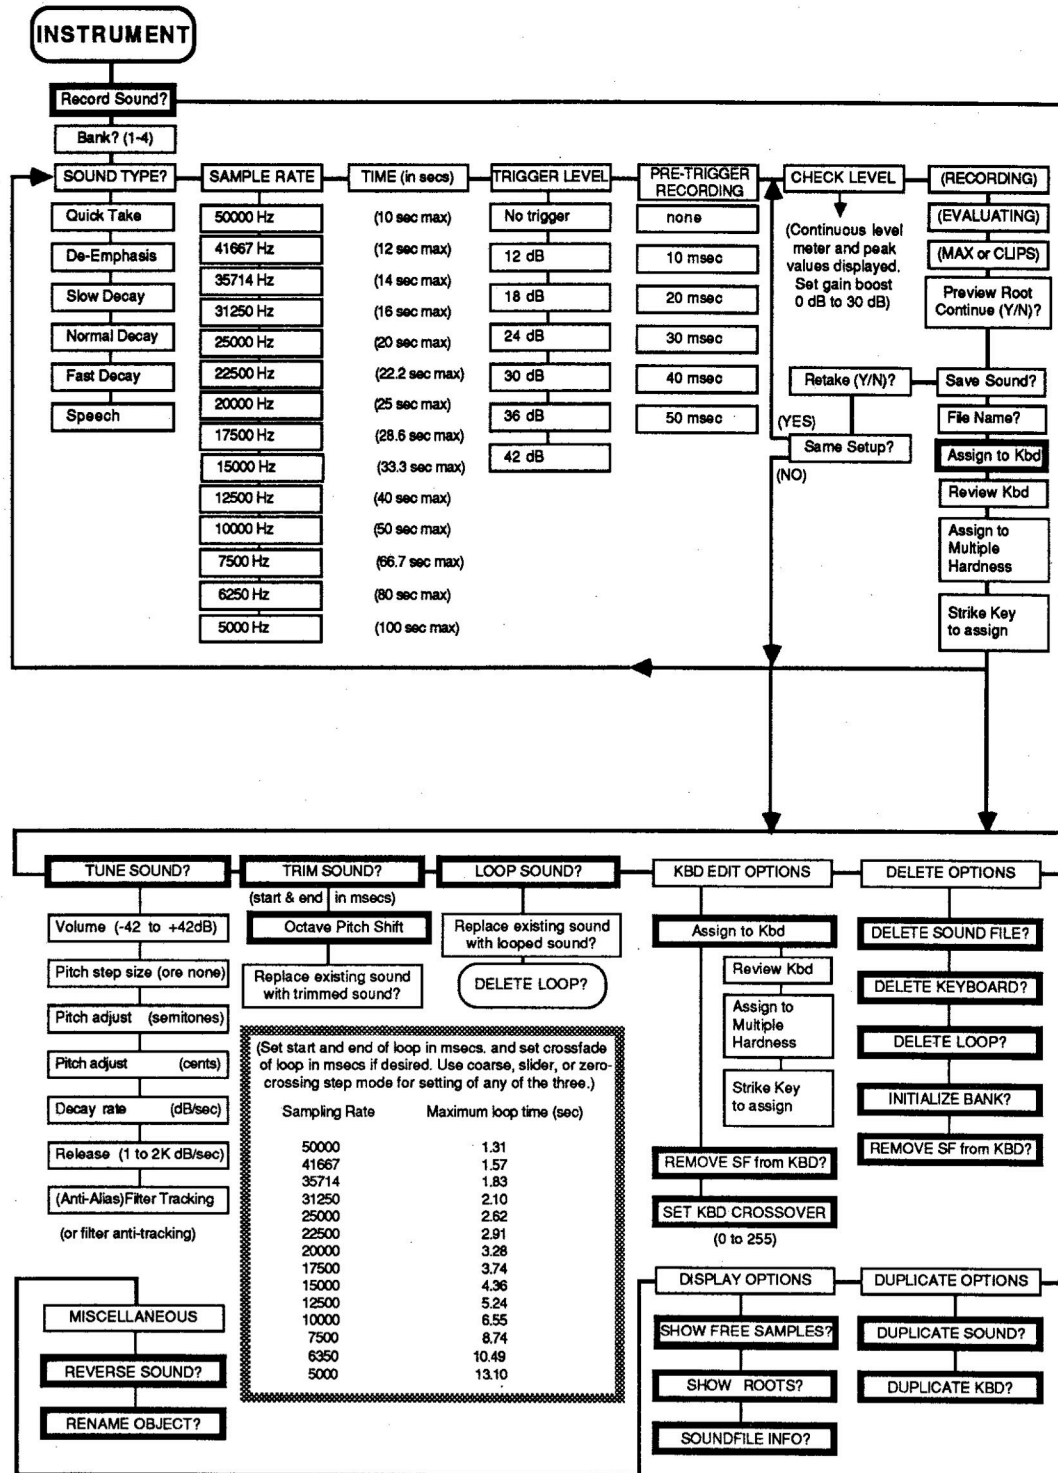 INSTRUMENT
Record Sound?
Bank? (1-4)
SOUND TYPE?
Quick Take
De-Emphasis
Slow Decay
Normal Decay
Fast Decay
Speech
SAMPLE RATE
50000 Hz
41667 Hz
35714 Hz
31250 Hz
25000 Hz
22500 Hz
20000 Hz
17500 Hz
15000 Hz
12500 Hz
10000 Hz
7500 Hz
6250 Hz
5000 Hz
TIME (in secs)
(10 sec max)
(12 sec max)
(14 sec max)
(16 sec max)
(20 sec max)
(22.2 sec max)
(25 sec max)
(28.6 sec max)
(33.3 sec max)
(40 sec max)
(50 sec max)
(66.7 sec max)
(80 sec max)
(100 sec max)
TRIGGER LEVEL
No trigger
12 dB
18 dB
24 dB
30 dB
36 dB
42 dB
PRE-TRIGGER
RECORDING
none
10 msec
20 msec
30 msec
40 msec
50 msec
CHECK LEVEL
(Continuous level
meter and peak
values displayed.
Set gain boost
0 dB to 30 dB)
(RECORDING)
(EVALUATING)
(MAX or CLIPS)
Preview Root
Continue (Y/N)?
Save Sound?
Retake (Y/N)?
(YES)
Same Setup?
(NO)
File Name?
Assign to Kbd
Review Kbd
Assign to
Multiple
Hardness
Strike Key
to assign
TUNE SOUND?
Volume (-42 to +42dB)
Pitch step size (ore none)
Pitch adjust (semitones)
Pitch adjust (cents)
Decay rate (dB/sec)
Release (1 to 2K dB/sec)
(Anti-Alias)Filter Tracking
(or filter anti-tracking)
TRIM SOUND?
(start & end in msecs)
Octave Pitch Shift
Replace existing sound
with trimmed sound?
LOOP SOUND?
Replace existing sound
with looped sound?
DELETE LOOP?
(Set start and end of loop in msecs. and set crossfade
of loop in msecs if desired. Use coarse, slider, or zero-
crossing step mode for setting of any of the three.)
Sampling Rate Maximum loop time (sec)
50000 1.31
41667 1.57
35714 1.83
31250 2.10
25000 2.62
22500 2.91
20000 3.28
17500 3.74
15000 4.36
12500 5.24
10000 6.55
7500 8.74
6350 10.49
5000 13.10
KBD EDIT OPTIONS
Assign to Kbd
Review Kbd
Assign to
Multiple
Hardness
Strike Key
to assign
REMOVE SF from KBD?
SET KBD CROSSOVER
(0 to 255)
DELETE OPTIONS
DELETE SOUND FILE?
DELETE KEYBOARD?
DELETE LOOP?
INITIALIZE BANK?
REMOVE SF from KBD?
MISCELLANEOUS
REVERSE SOUND?
RENAME OBJECT?
DISPLAY OPTIONS
SHOW FREE SAMPLES?
SHOW ROOTS?
SOUNDFILE INFO?
DUPLICATE OPTIONS
DUPLICATE SOUND?
DUPLICATE KBD?